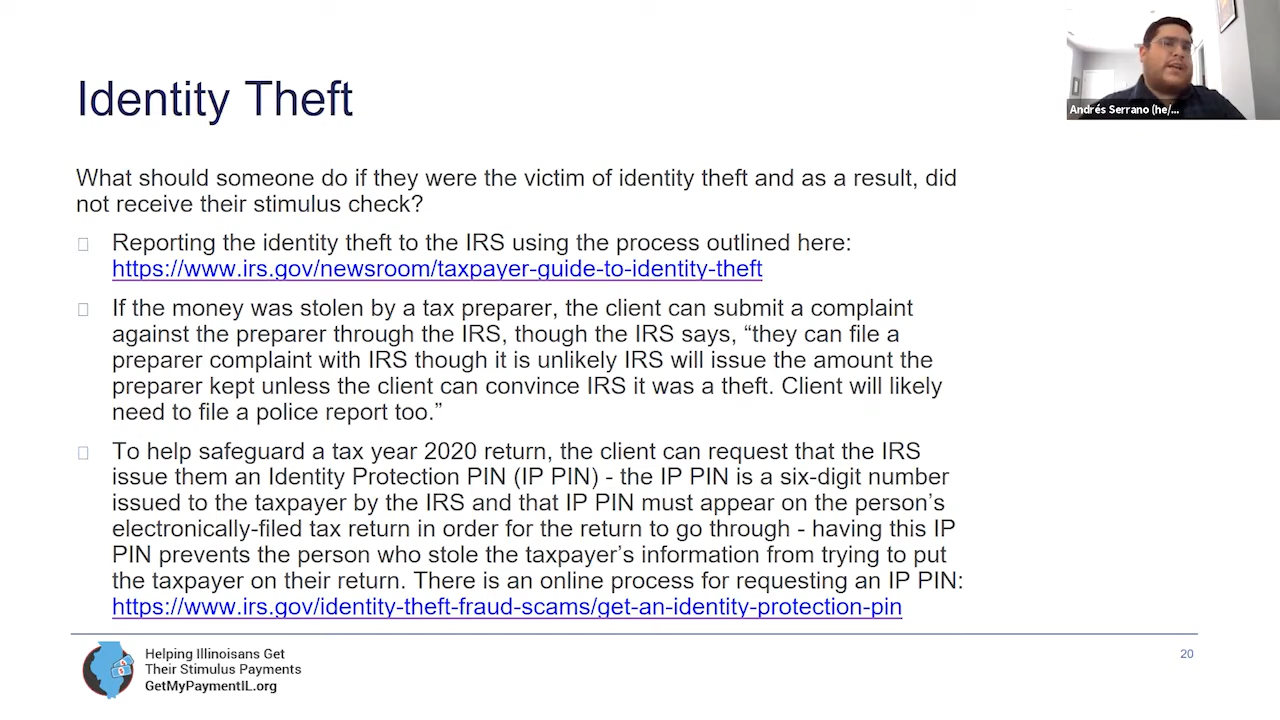 Identity Theft
Andrés Serrano (he/...
What should someone do if they were the victim of identity theft and as a result, did
not receive their stimulus check?
Reporting the identity theft to the IRS using the process outlined here:
https://www.irs.gov/newsroom/taxpayer-guide-to-identity-theft
If the money was stolen by a tax preparer, the client can submit a complaint
against the preparer through the IRS, though the IRS says, “they can file a
preparer complaint with IRS though it is unlikely IRS will issue the amount the
preparer kept unless the client can convince IRS it was a theft. Client will likely
need to file a police report too.”
To help safeguard a tax year 2020 return, the client can request that the IRS
issue them an Identity Protection PIN (IP PIN) - the IP PIN is a six-digit number
issued to the taxpayer by the IRS and that IP PIN must appear on the person’s
electronically-filed tax return in order for the return to go through - having this IP
PIN prevents the person who stole the taxpayer’s information from trying to put
the taxpayer on their return. There is an online process for requesting an IP PIN:
https://www.irs.gov/identity-theft-fraud-scams/get-an-identity-protection-pin
Helping Illinoisans Get
Their Stimulus Payments
GetMyPaymentIL.org
20